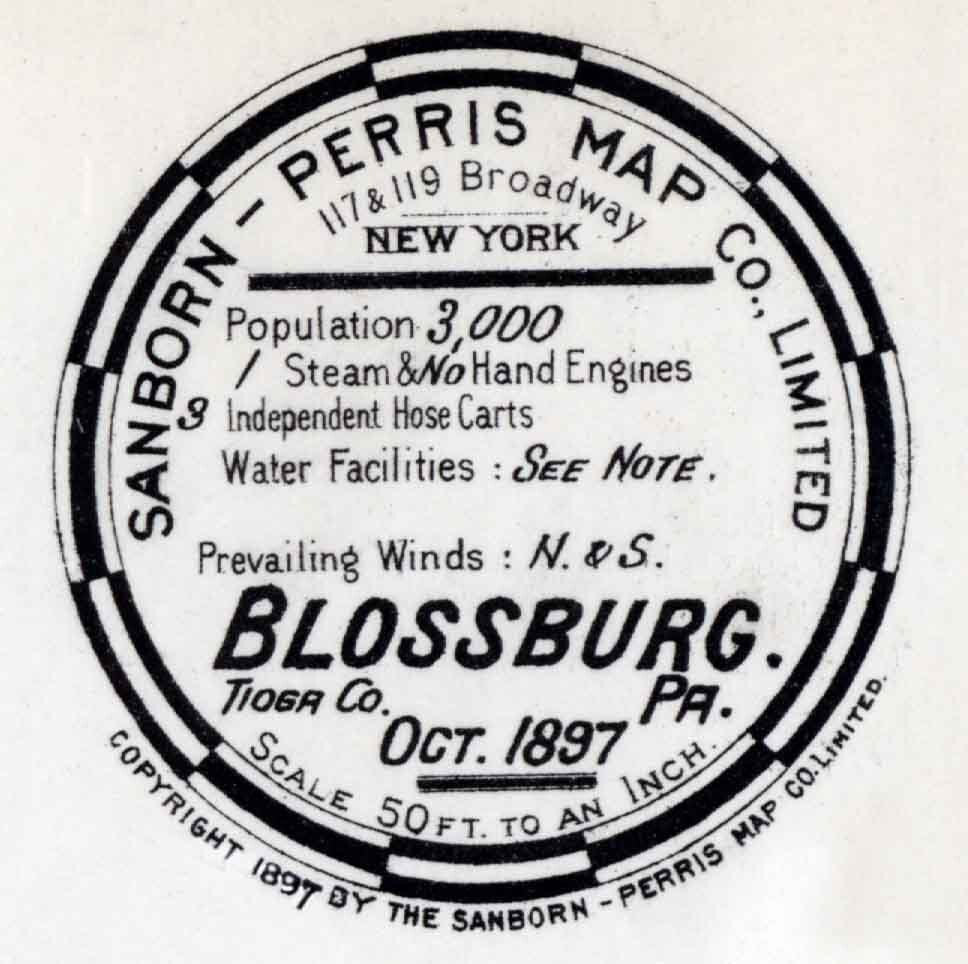 SANBORN - PERRIS MAP CO., LIMITED
117 & 119 Broadway
NEW YORK
Population 3,000
1 Steam & No Hand Engines
3 Independent Hose Carts
Water Facilities : SEE NOTE.
Prevailing Winds : N. & S.
BLOSSBURG.
TIOGA CO. PA.
OCT. 1897
SCALE 50 FT. TO AN INCH.
COPYRIGHT 1897 BY THE SANBORN - PERRIS MAP CO. LIMITED.